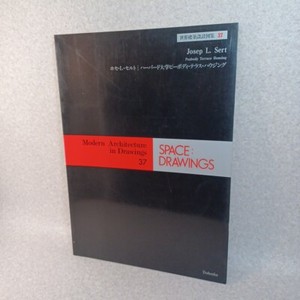 世界建築設計図集 37
Josep L. Sert
Peabody Terrace Housing
ホセ・L・セルト｜ハーバード大学ピーボディ・テラス・ハウジング
Modern Architecture
in Drawings
37
SPACE:
DRAWINGS